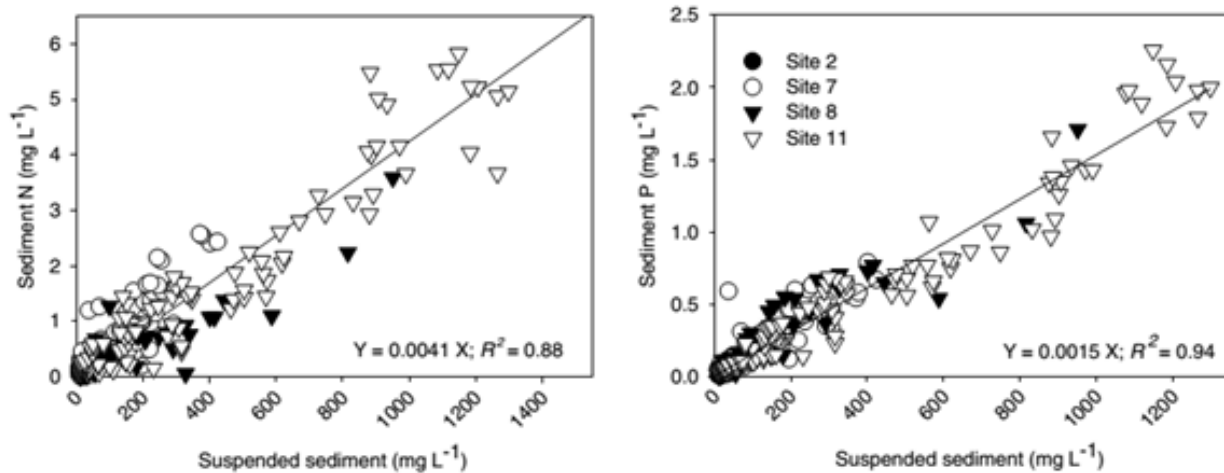 6
5
4
3
2
1
0
Sediment N (mg L⁻¹)
Y = 0.0041 X; R² = 0.88
0
200
400
600
800
1000
1200
1400
Suspended sediment (mg L⁻¹)
2.5
2.0
1.5
1.0
0.5
0.0
Sediment P (mg L⁻¹)
Site 2
Site 7
Site 8
Site 11
Y = 0.0015 X; R² = 0.94
0
200
400
600
800
1000
1200
Suspended sediment (mg L⁻¹)